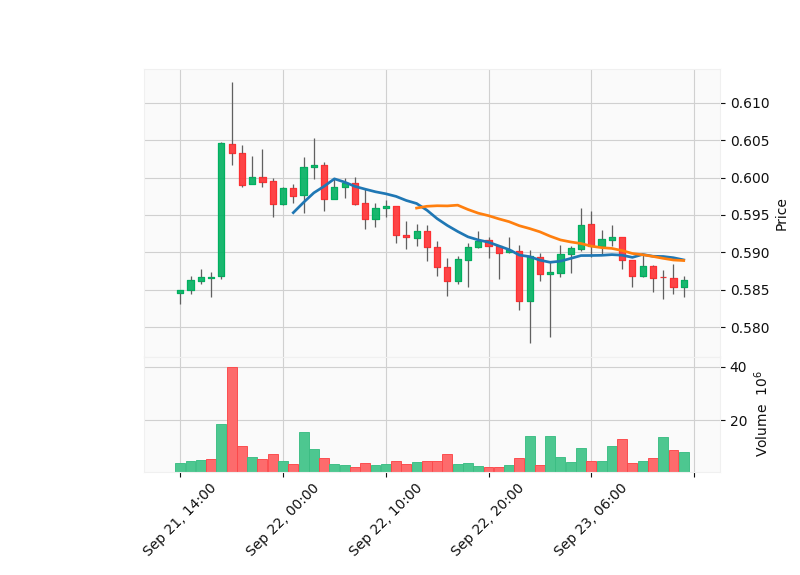 0.610
0.605
0.600
0.595
0.590
0.585
0.580
Price
40
20
Volume 10⁶
Sep 21, 14:00
Sep 22, 00:00
Sep 22, 10:00
Sep 22, 20:00
Sep 23, 06:00